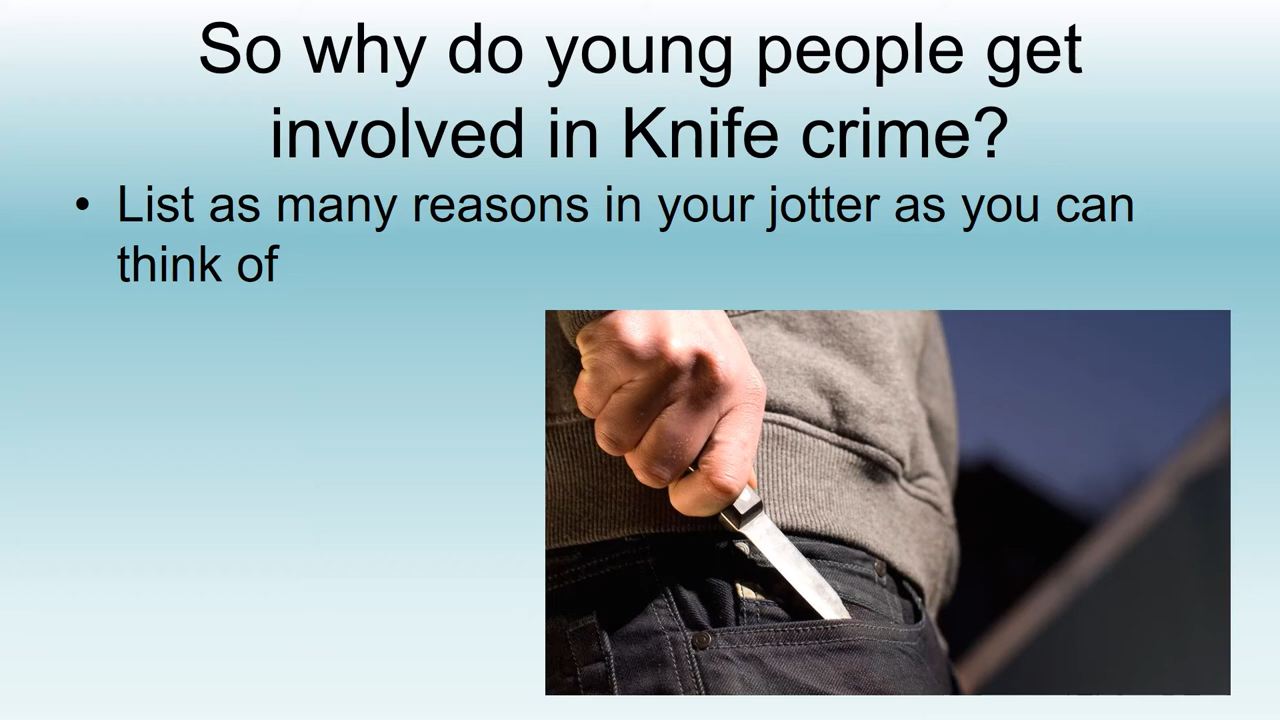 So why do young people get
involved in Knife crime?
• List as many reasons in your jotter as you can
think of